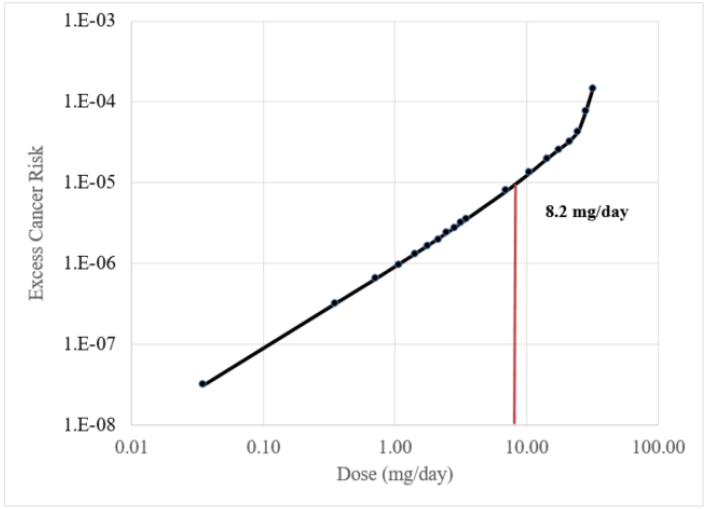 1.E-03
1.E-04
1.E-05
1.E-06
1.E-07
1.E-08
Excess Cancer Risk
8.2 mg/day
0.01
0.10
1.00
10.00
100.00
Dose (mg/day)